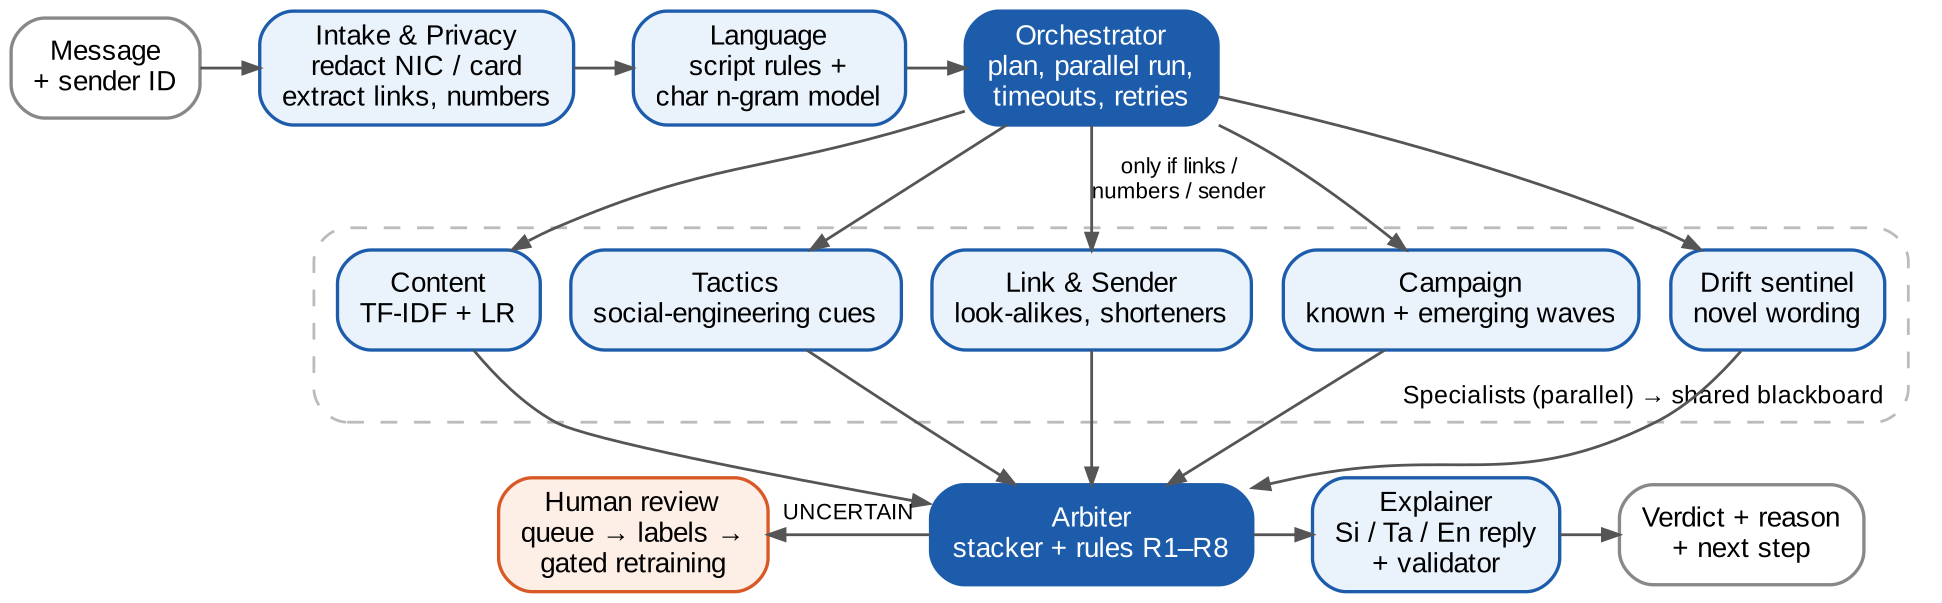 Message
+ sender ID
Intake & Privacy
redact NIC / card
extract links, numbers
Language
script rules +
char n-gram model
Orchestrator
plan, parallel run,
timeouts, retries
only if links /
numbers / sender
Content
TF-IDF + LR
Tactics
social-engineering cues
Link & Sender
look-alikes, shorteners
Campaign
known + emerging waves
Drift sentinel
novel wording
Specialists (parallel) → shared blackboard
Human review
queue → labels →
gated retraining
UNCERTAIN
Arbiter
stacker + rules R1–R8
Explainer
Si / Ta / En reply
+ validator
Verdict + reason
+ next step